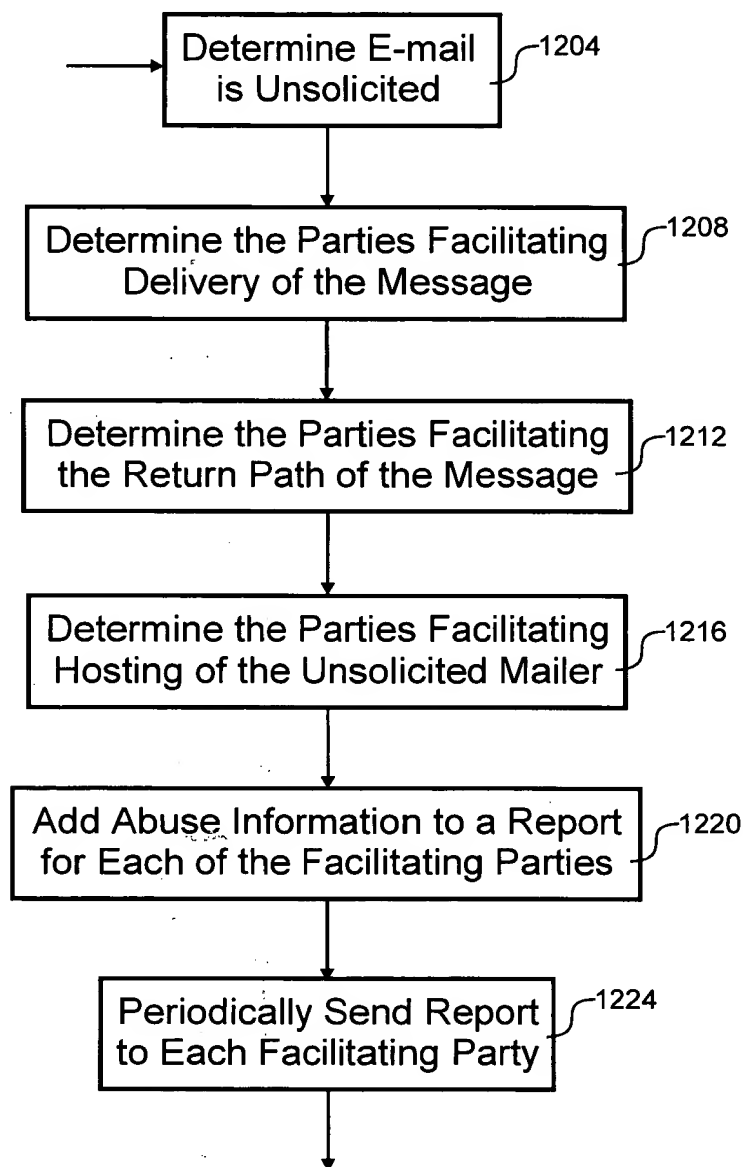 Determine E-mail
is Unsolicited
1204
Determine the Parties Facilitating
Delivery of the Message
1208
Determine the Parties Facilitating
the Return Path of the Message
1212
Determine the Parties Facilitating
Hosting of the Unsolicited Mailer
1216
Add Abuse Information to a Report
for Each of the Facilitating Parties
1220
Periodically Send Report
to Each Facilitating Party
1224